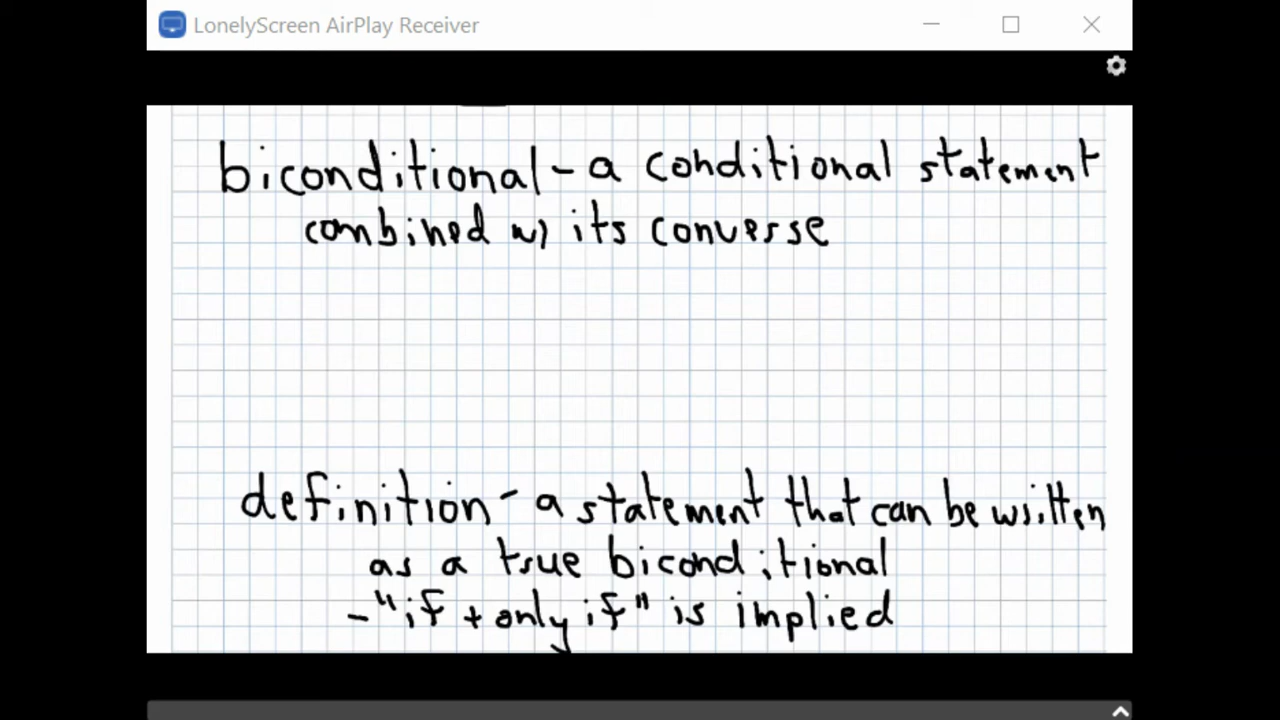 LonelyScreen AirPlay Receiver
biconditional - a conditional statement
combined w/ its converse
definition - a statement that can be written
as a true biconditional
- "if + only if" is implied